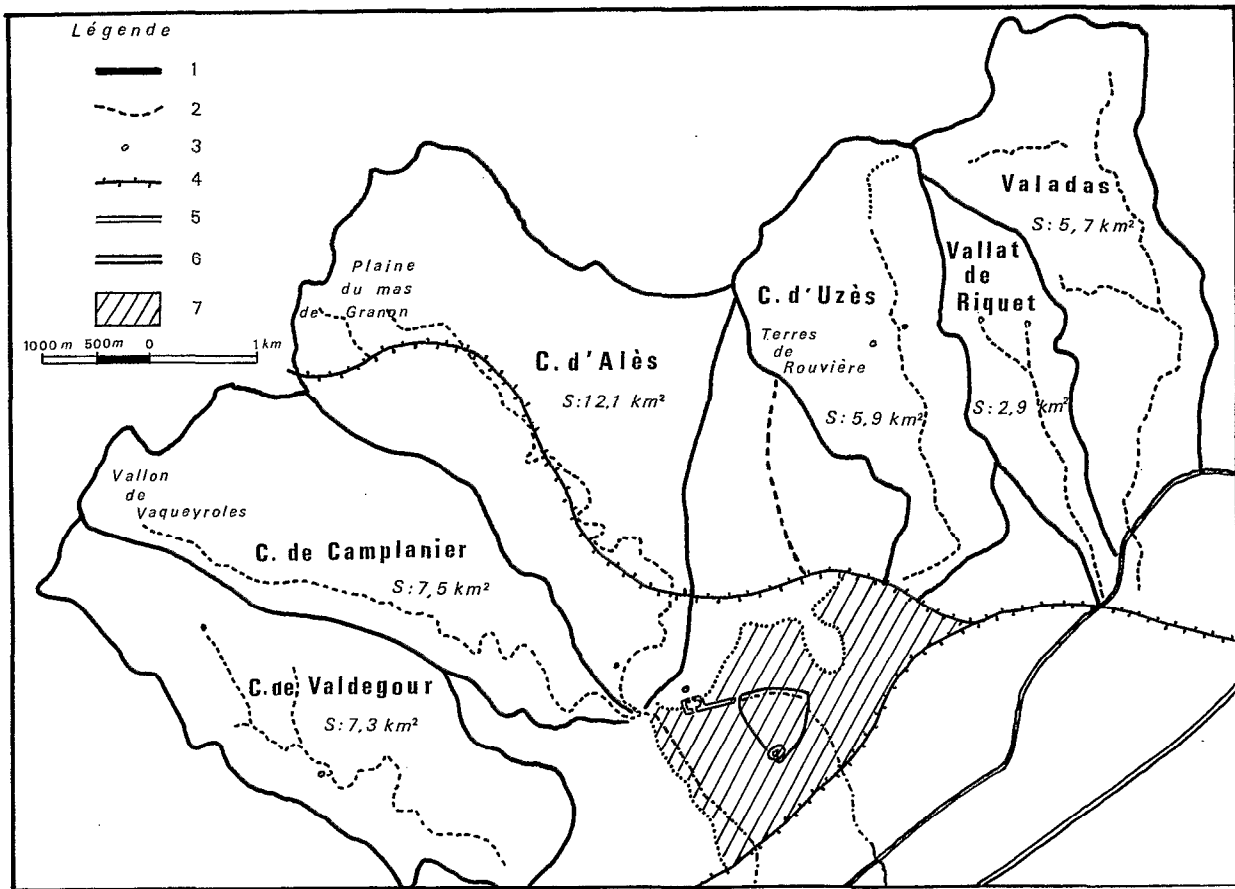 Légende
1
2
3
4
5
6
7
1000 m 500m 0 1 km
Plaine
du mas
de Granon
C. d'Alès
S:12,1 km²
C. d'Uzès
Terres
de
Rouvière
S:5,9 km²
Vallat
de
Riquet
S:2,9 km²
Valadas
S:5,7 km²
Vallon
de
Vaqueyroles
C. de Camplanier
S:7,5 km²
C. de Valdegour
S:7,3 km²